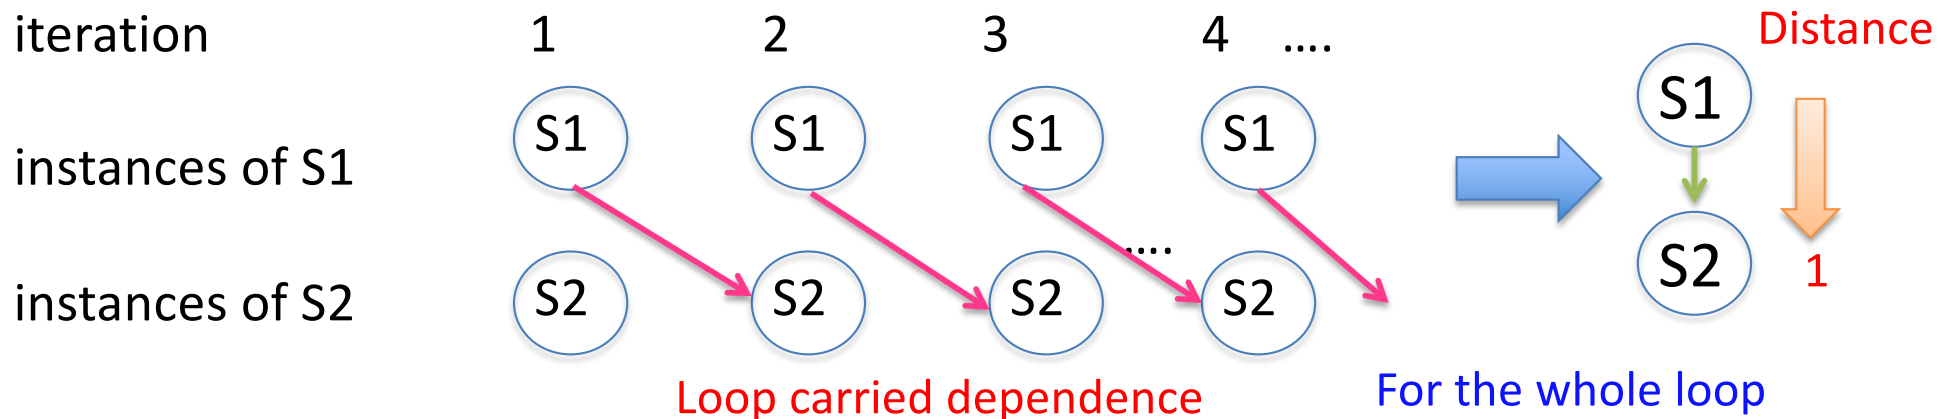 iteration 1 2 3 4 .... Distance
S1 S1 S1 S1 S1
instances of S1
....
instances of S2 S2 S2 S2 S2 S2 1
Loop carried dependence For the whole loop